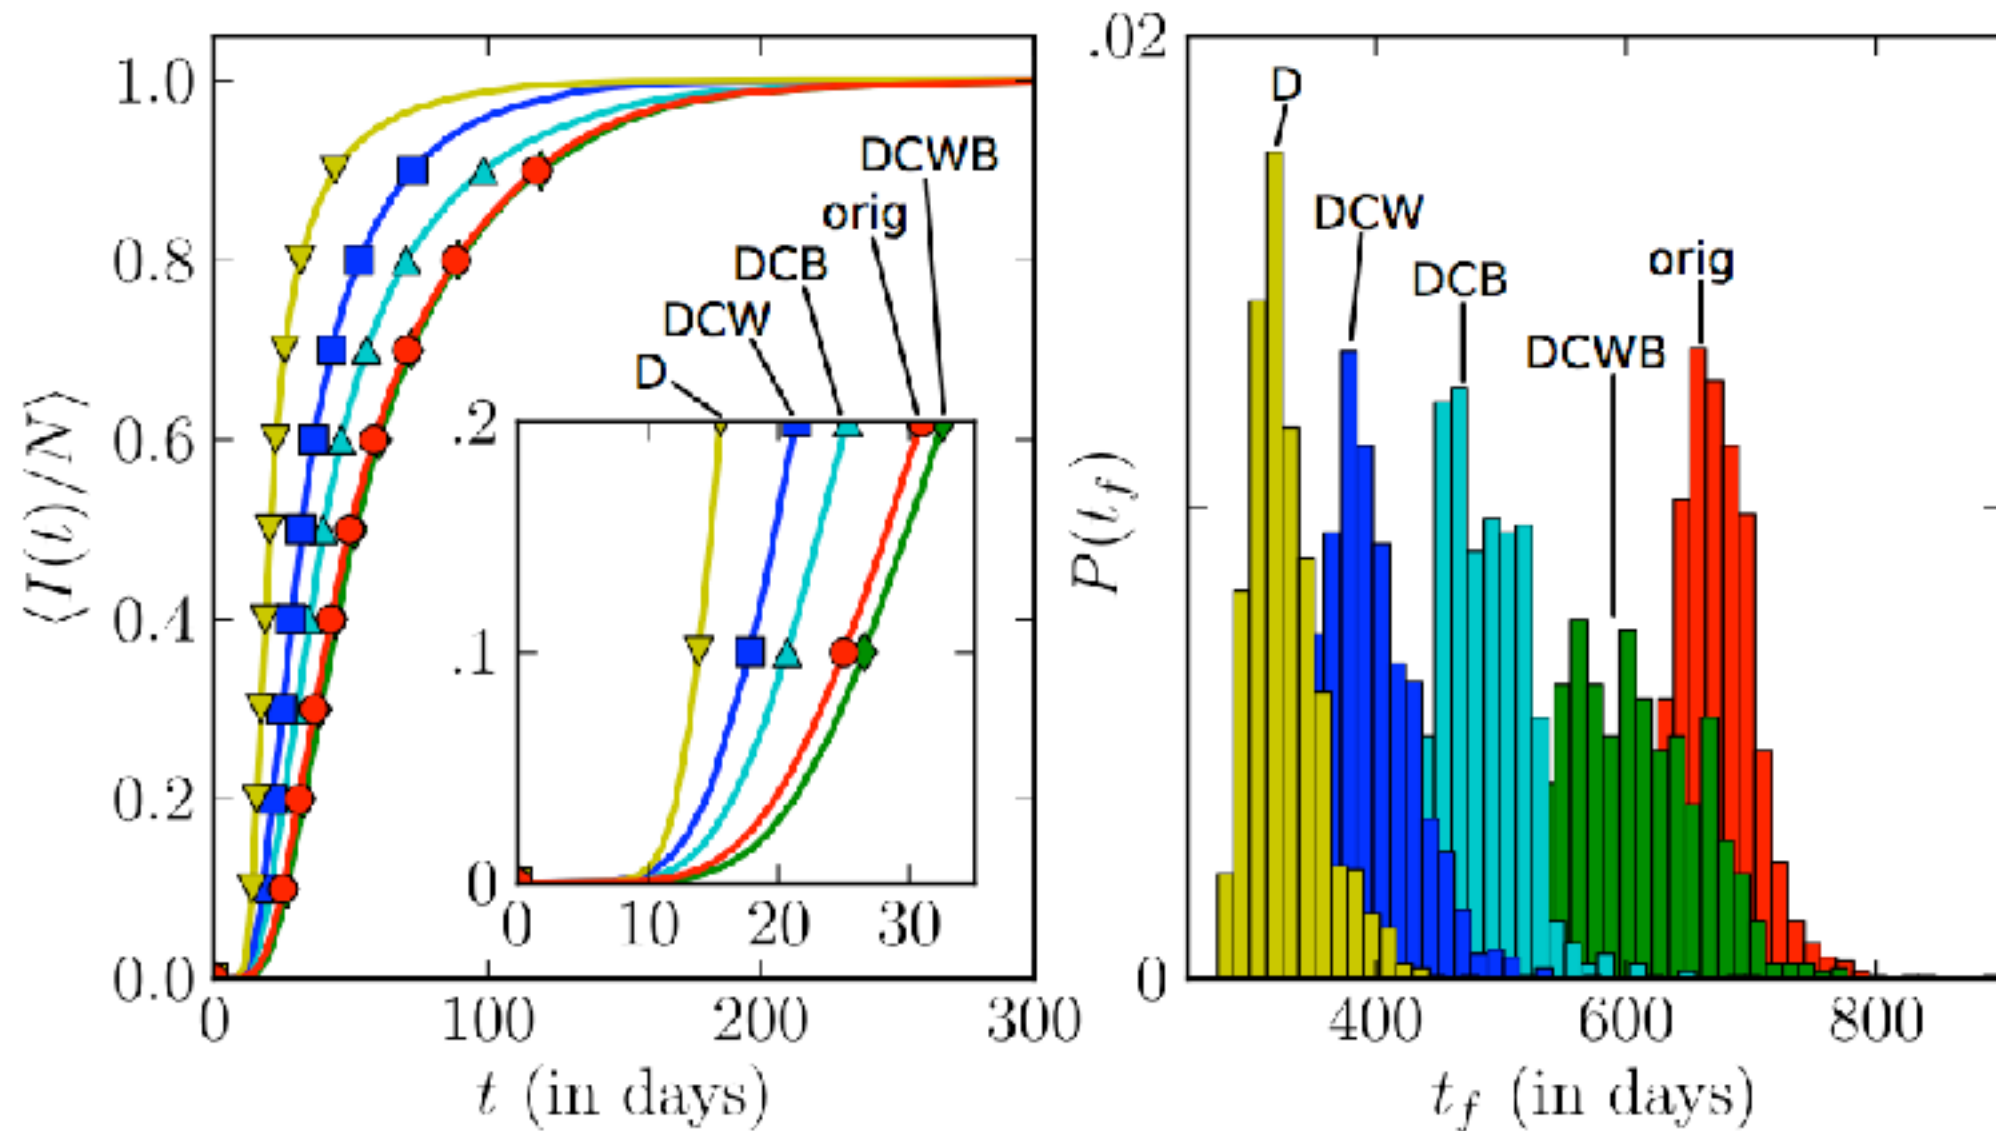 ⟨I(t)/N⟩
1.0
0.8
0.6
0.4
0.2
0.0
0
100
200
300
t (in days)
DCWB
orig
DCB
DCW
D
.2
.1
0
0
10
20
30
P(t_f)
.02
0
D
DCW
DCB
orig
DCWB
400
600
800
t_f (in days)